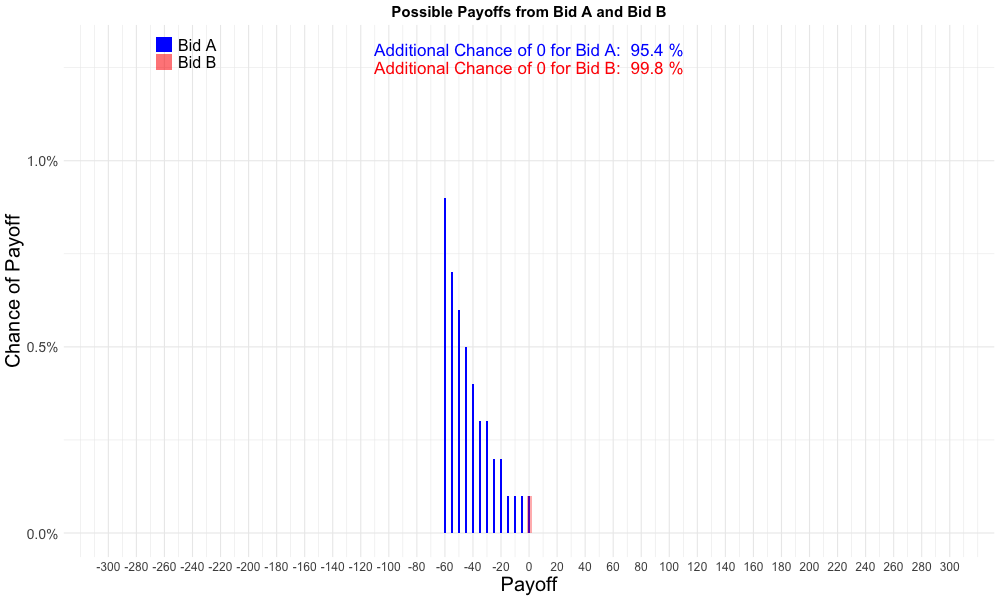 Possible Payoffs from Bid A and Bid B
Bid A
Bid B
Additional Chance of 0 for Bid A:  95.4 %
Additional Chance of 0 for Bid B:  99.8 %
Chance of Payoff
1.0%
0.5%
0.0%
-300 -280 -260 -240 -220 -200 -180 -160 -140 -120 -100 -80 -60 -40 -20 0 20 40 60 80 100 120 140 160 180 200 220 240 260 280 300
Payoff